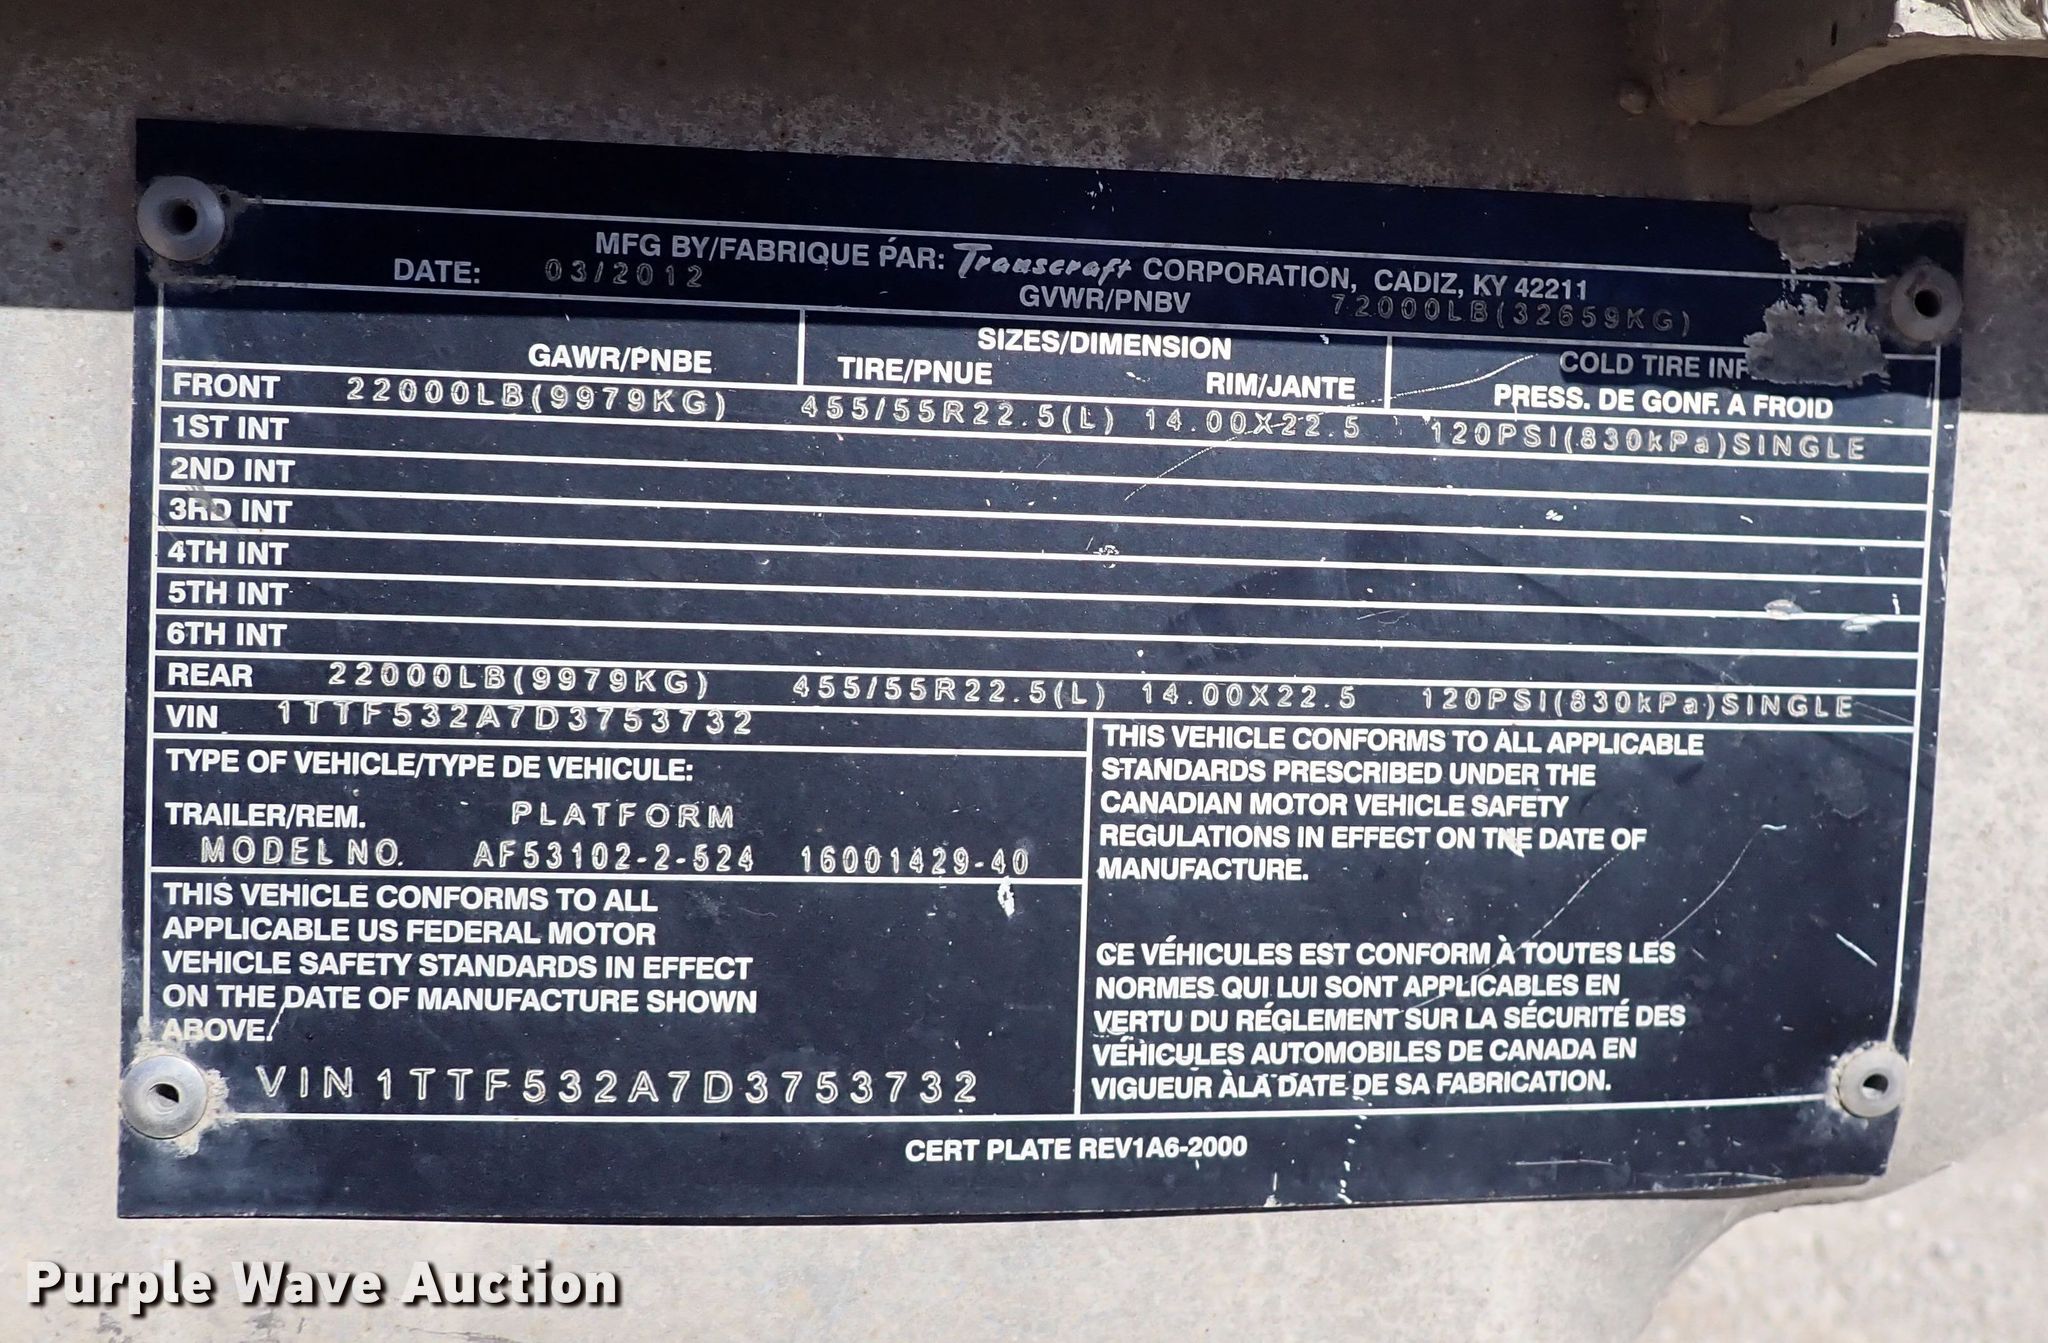 MFG BY/FABRIQUE PAR: Transcraft CORPORATION, CADIZ, KY 42211
DATE: 03/2012 GVWR/PNBV 72000LB(32659KG)
GAWR/PNBE SIZES/DIMENSION COLD TIRE
TIRE/PNUE RIM/JANTE PRESS. DE GONF. A FROID
FRONT 22000LB(9979KG) 455/55R22.5(L) 14.00X22.5 120PSI(830kPa)SINGLE
1ST INT
2ND INT
3RD INT
4TH INT
5TH INT
6TH INT
REAR 22000LB(9979KG) 455/55R22.5(L) 14.00X22.5 120PSI(830kPa)SINGLE
VIN 1TTF532A7D3753732
TYPE OF VEHICLE/TYPE DE VEHICULE:
TRAILER/REM. PLATFORM
MODEL NO. AF53102-2-524 16001429-40
THIS VEHICLE CONFORMS TO ALL
APPLICABLE US FEDERAL MOTOR
VEHICLE SAFETY STANDARDS IN EFFECT
ON THE DATE OF MANUFACTURE SHOWN
ABOVE.
VIN 1TTF532A7D3753732
THIS VEHICLE CONFORMS TO ALL APPLICABLE
STANDARDS PRESCRIBED UNDER THE
CANADIAN MOTOR VEHICLE SAFETY
REGULATIONS IN EFFECT ON THE DATE OF
MANUFACTURE.
CE VÉHICULES EST CONFORM À TOUTES LES
NORMES QUI LUI SONT APPLICABLES EN
VERTU DU RÉGLEMENT SUR LA SÉCURITÉ DES
VÉHICULES AUTOMOBILES DE CANADA EN
VIGUEUR À LA DATE DE SA FABRICATION.
CERT PLATE REV1A6-2000
Purple Wave Auction